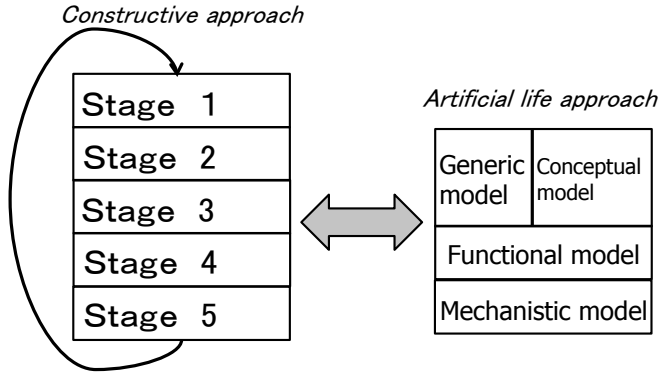 Constructive approach
Stage 1
Stage 2
Stage 3
Stage 4
Stage 5
Artificial life approach
Generic
model
Conceptual
model
Functional model
Mechanistic model